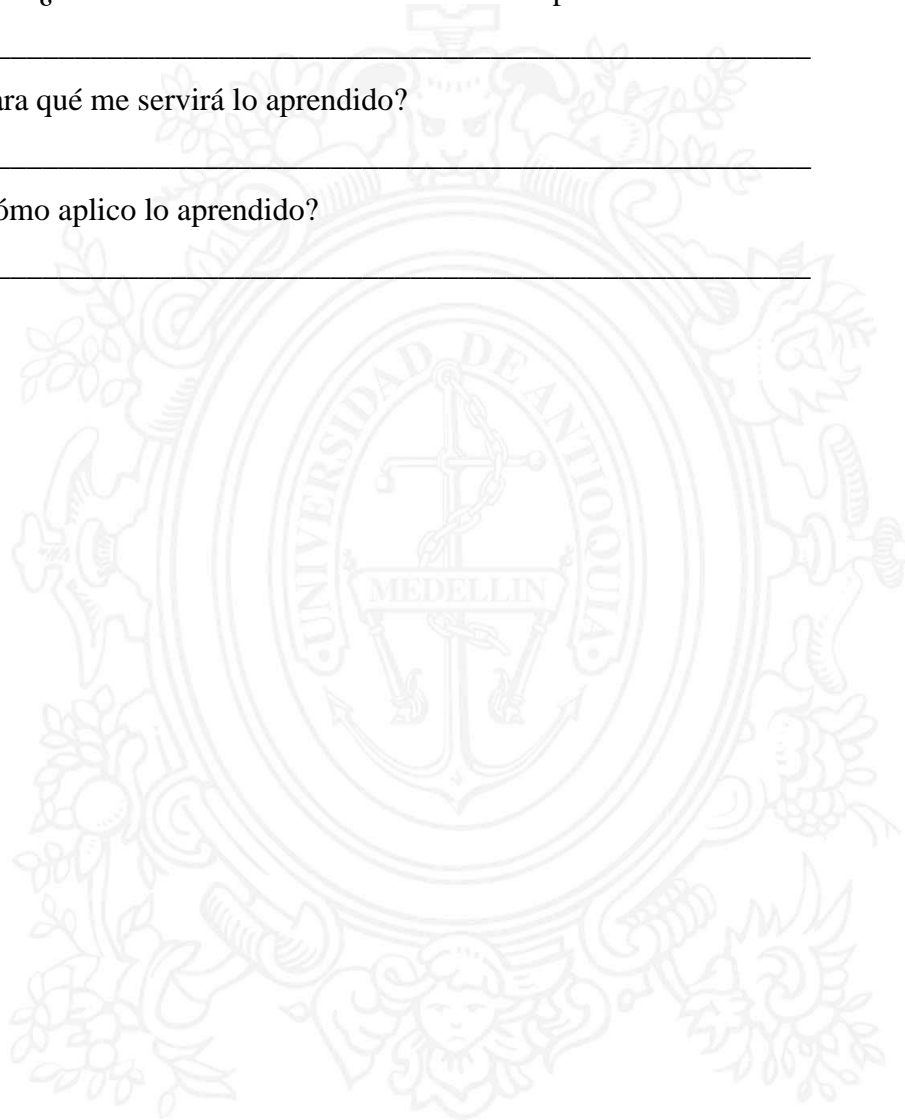 ara qué me servirá lo aprendido?
ómo aplico lo aprendido?
UNIVERSIDAD DE ANTIOQUIA
MEDELLIN